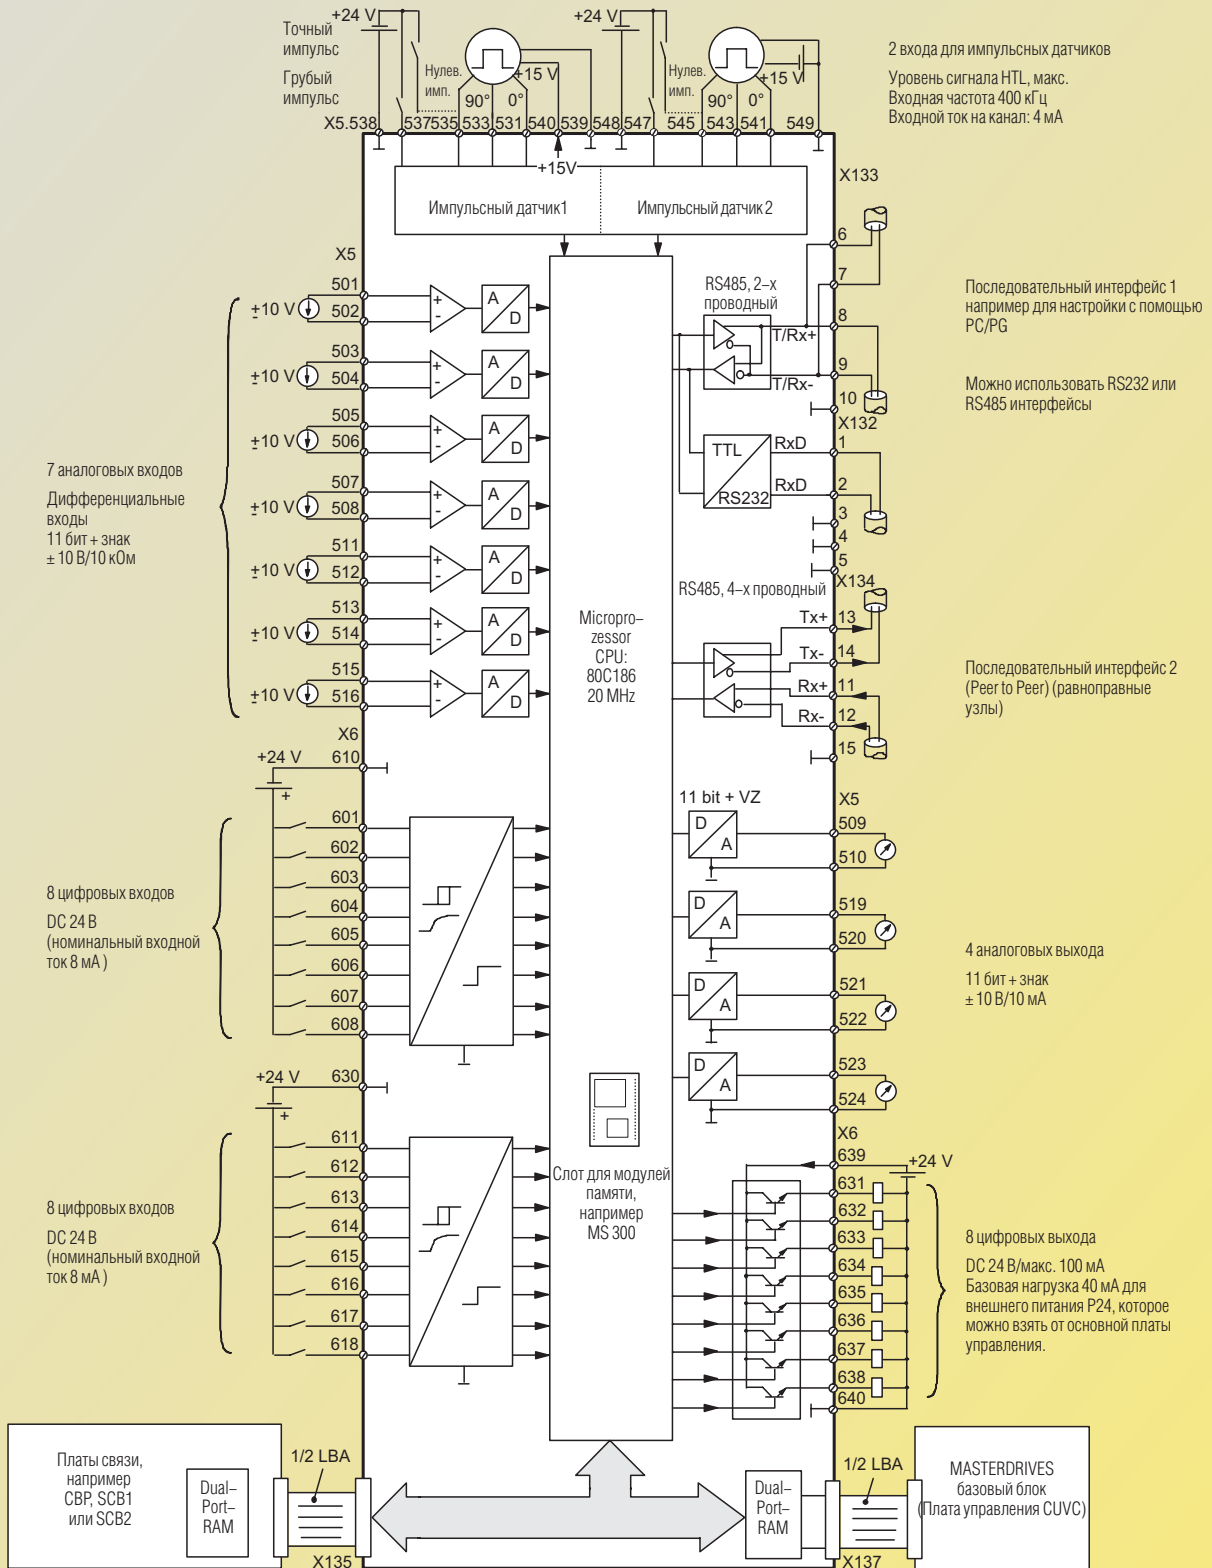 +24 V
+24 V
Точный
импульс
Грубый
импульс
Нулев.
имп.
+15 V
90°
0°
Нулев.
имп.
+15 V
90°
0°
2 входа для импульсных датчиков
Уровень сигнала HTL, макс.
Входная частота 400 кГц
Входной ток на канал: 4 мА
X5.538
537
535
533
531
540
539
548
547
545
543
541
549
+15V
Импульсный датчик1
Импульсный датчик 2
X133
6
7
8
9
10
X132
1
2
3
4
5
X134
13
14
11
12
15
RS485, 2–х
проводный
T/Rx+
T/Rx-
TTL
RS232
RxD
RxD
RS485, 4–х проводный
Tx+
Tx-
Rx+
Rx-
Последовательный интерфейс 1
например для настройки с помощью
PC/PG
Можно использовать RS232 или
RS485 интерфейсы
Последовательный интерфейс 2
(Peer to Peer) (равноправные
узлы)
X5
501
±10 V
502
+
-
A
D
503
±10 V
504
+
-
A
D
505
±10 V
506
+
-
A
D
507
±10 V
508
+
-
A
D
511
±10 V
512
+
-
A
D
513
±10 V
514
+
-
A
D
515
±10 V
516
+
-
A
D
7 аналоговых входов
Дифференциальные
входы
11 бит + знак
± 10 В/10 кОм
Micropro–
zessor
CPU:
80C186
20 MHz
X6
+24 V
610
+
601
602
603
604
605
606
607
608
8 цифровых входов
DC 24 В
(номинальный входной
ток 8 мА )
+24 V
630
+
611
612
613
614
615
616
617
618
8 цифровых входов
DC 24 В
(номинальный входной
ток 8 мА )
11 bit + VZ
X5
D
A
509
510
D
A
519
520
D
A
521
522
D
A
523
524
4 аналоговых выхода
11 бит + знак
± 10 В/10 мА
Слот для модулей
памяти,
например
MS 300
X6
639
+24 V
631
632
633
634
635
636
637
638
640
8 цифровых выхода
DC 24 В/макс. 100 мА
Базовая нагрузка 40 мА для
внешнего питания P24, которое
можно взять от основной платы
управления.
Платы связи,
например
CBP, SCB1
или SCB2
Dual–
Port–
RAM
1/2 LBA
X135
Dual–
Port–
RAM
1/2 LBA
X137
MASTERDRIVES
базовый блок
(Плата управления CUVC)